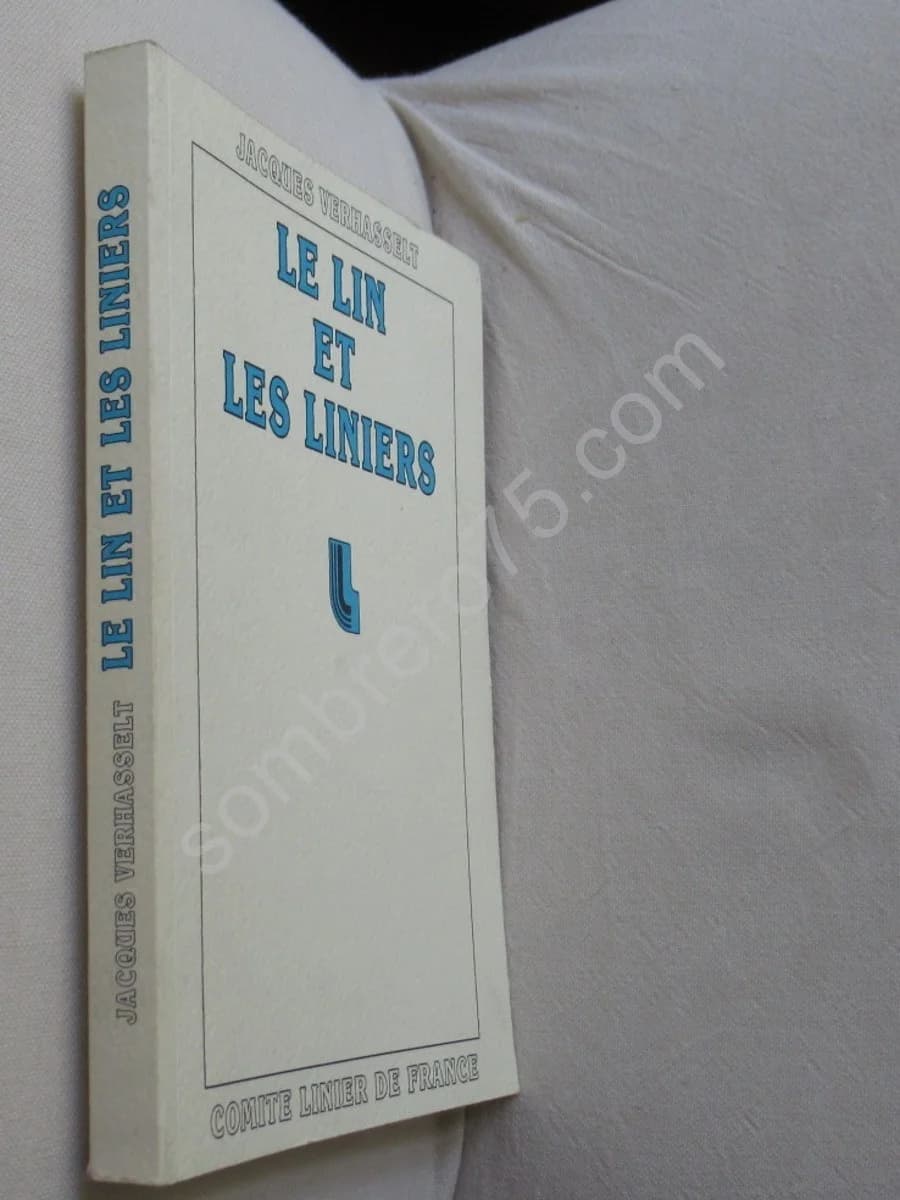 JACQUES VERHASSELT
LE LIN
ET
LES LINIERS
COMITE LINIER DE FRANCE
JACQUES VERHASSELT LE LIN ET LES LINIERS
sombrero75.com